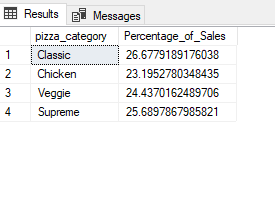 Results Messages
pizza_category Percentage_of_Sales
1 Classic 26.6779189176038
2 Chicken 23.1952780348435
3 Veggie 24.4370162489706
4 Supreme 25.6897867985821